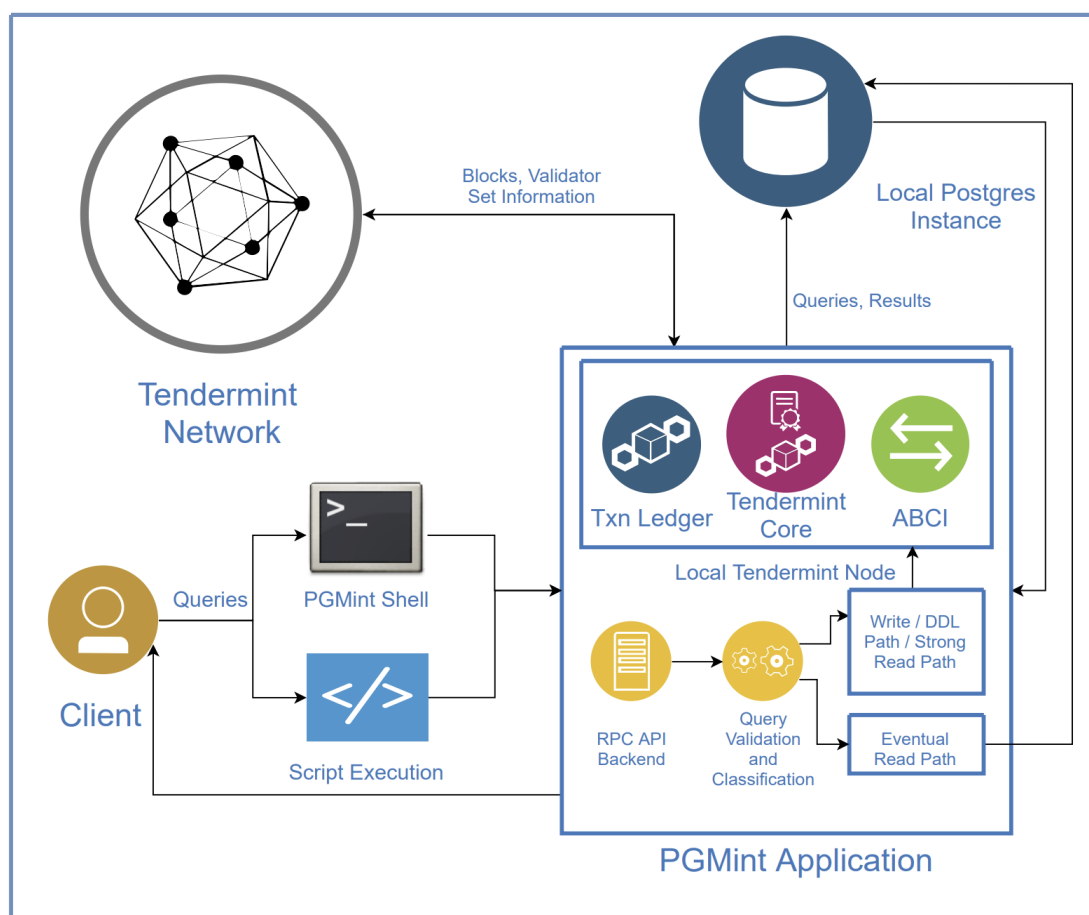 Blocks, Validator
Set Information
Local Postgres
Instance
Queries, Results
Tendermint
Network
Txn Ledger
Tendermint
Core
ABCI
Local Tendermint Node
>_
PGMint Shell
Queries
Client
</>
Script Execution
RPC API
Backend
Query
Validation
and
Classification
Write / DDL
Path / Strong
Read Path
Eventual
Read Path
PGMint Application